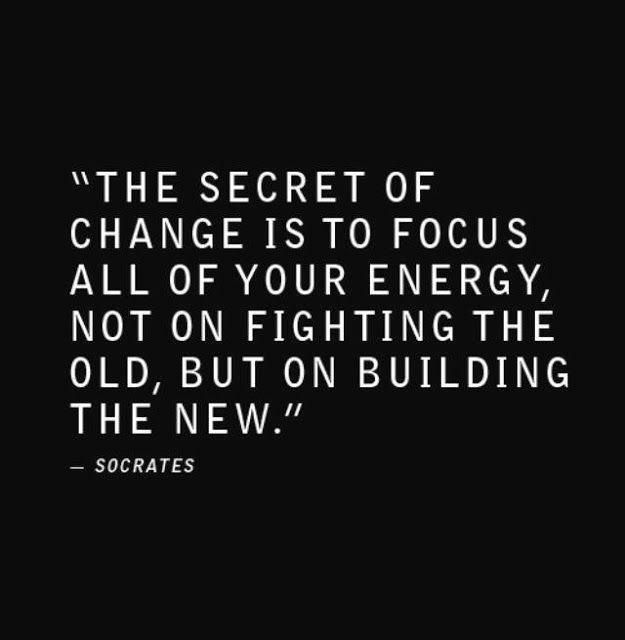 “THE SECRET OF
CHANGE IS TO FOCUS
ALL OF YOUR ENERGY,
NOT ON FIGHTING THE
OLD, BUT ON BUILDING
THE NEW.”
— SOCRATES